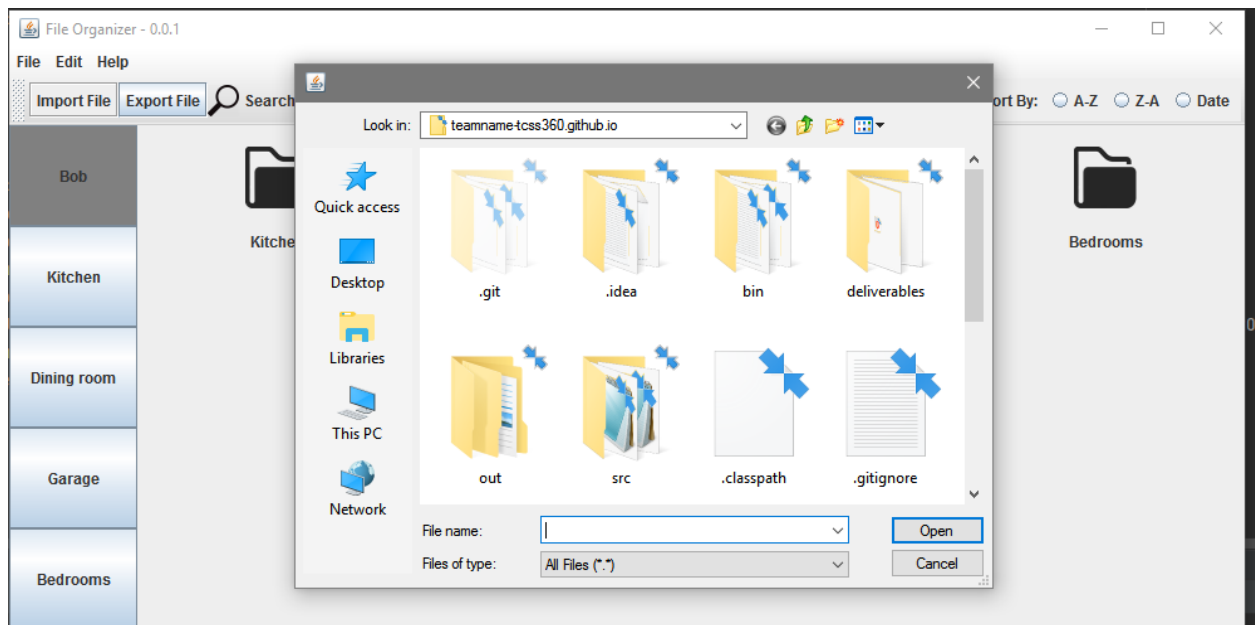 File Organizer - 0.0.1
File Edit Help
Import File Export File Search
ort By: A-Z Z-A Date
Look in: teamname-tcss360.github.io
Bob
Kitchen
Dining room
Garage
Bedrooms
Kitche
Bedrooms
Quick access
Desktop
Libraries
This PC
Network
.git .idea bin deliverables
out src .classpath .gitignore
File name: Open
Files of type: All Files (*.*) Cancel
0